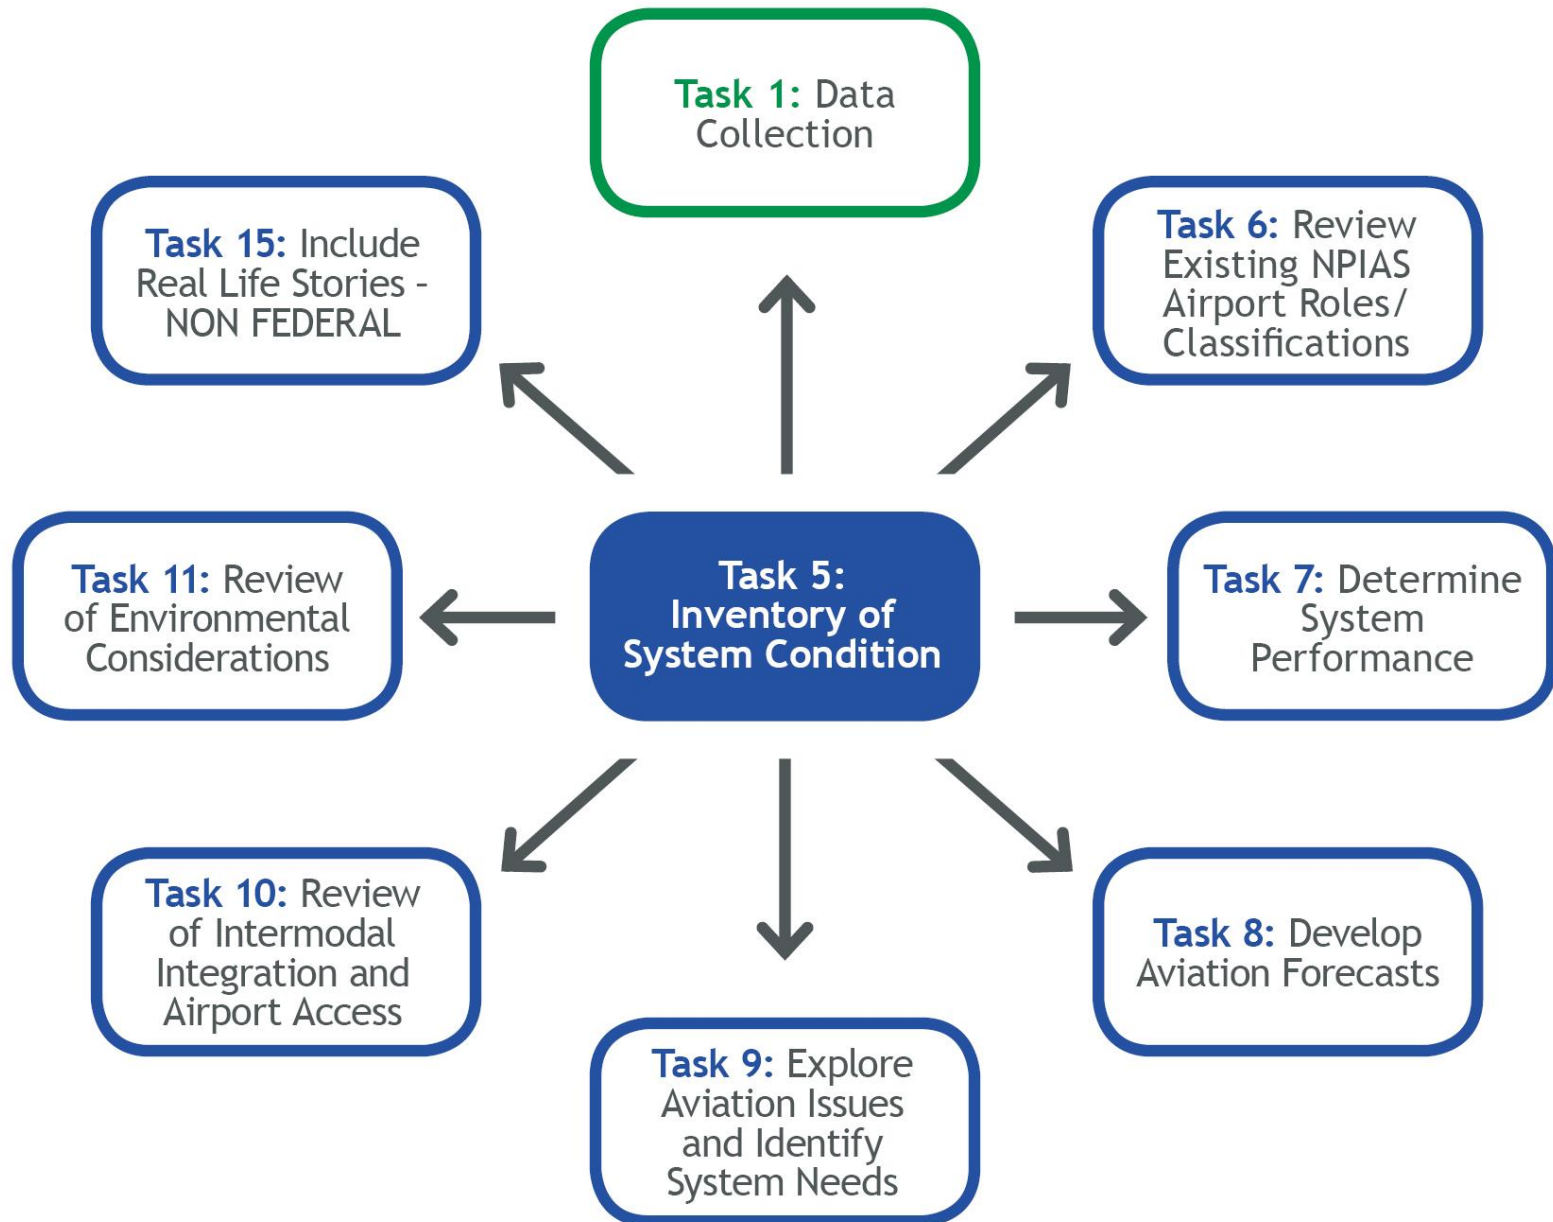 Task 1: Data
Collection
Task 15: Include
Real Life Stories -
NON FEDERAL
Task 6: Review
Existing NPIAS
Airport Roles/
Classifications
Task 11: Review
of Environmental
Considerations
Task 5:
Inventory of
System Condition
Task 7: Determine
System
Performance
Task 10: Review
of Intermodal
Integration and
Airport Access
Task 8: Develop
Aviation Forecasts
Task 9: Explore
Aviation Issues
and Identify
System Needs